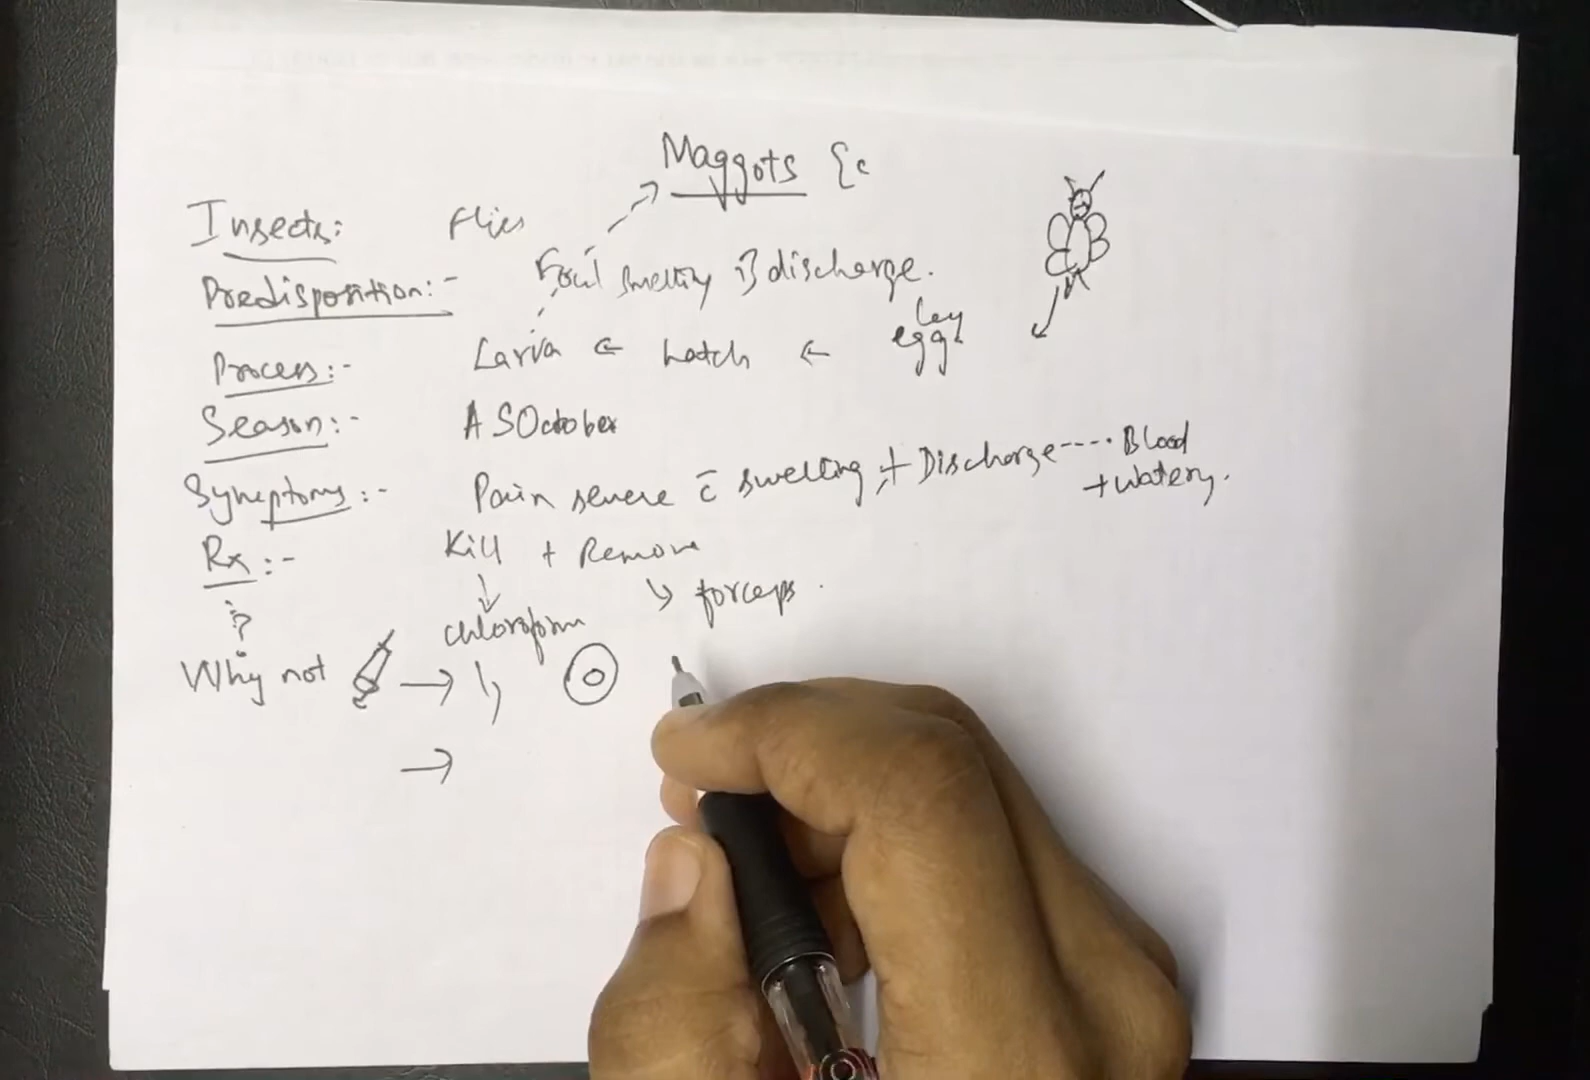 Maggots {c
Insects: Flies
Predisposition:- Foul smelling discharge.
Process:- Larva ← hatch ← lay eggs
Season:- ASOctober
Symptoms:- Pain severe c̄ swelling, + Discharge---- Blood
+ Watery.
Rx:- Kill + Remove
↓ chloroform ↳ forceps.
?
Why not → 
→